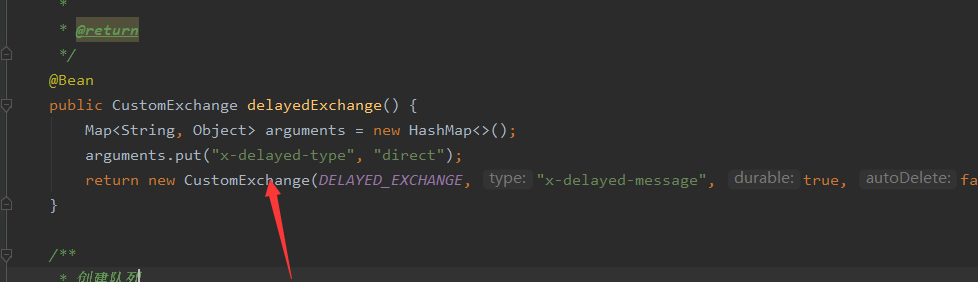 *
* @return
*/
@Bean
public CustomExchange delayedExchange() {
Map<String, Object> arguments = new HashMap<>();
arguments.put("x-delayed-type", "direct");
return new CustomExchange(DELAYED_EXCHANGE, type: "x-delayed-message", durable: true, autoDelete: fa
}
/**
* 创建队列